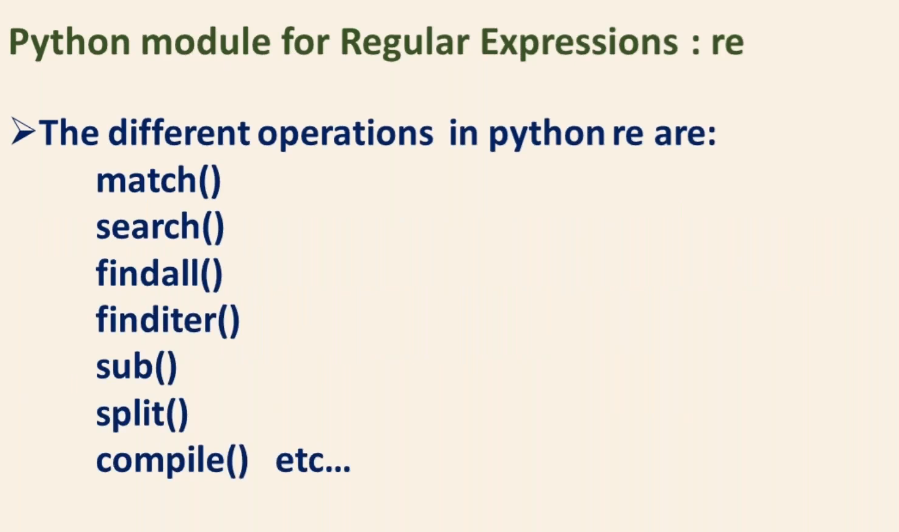 Python module for Regular Expressions : re
➢The different operations in python re are:
match()
search()
findall()
finditer()
sub()
split()
compile() etc...